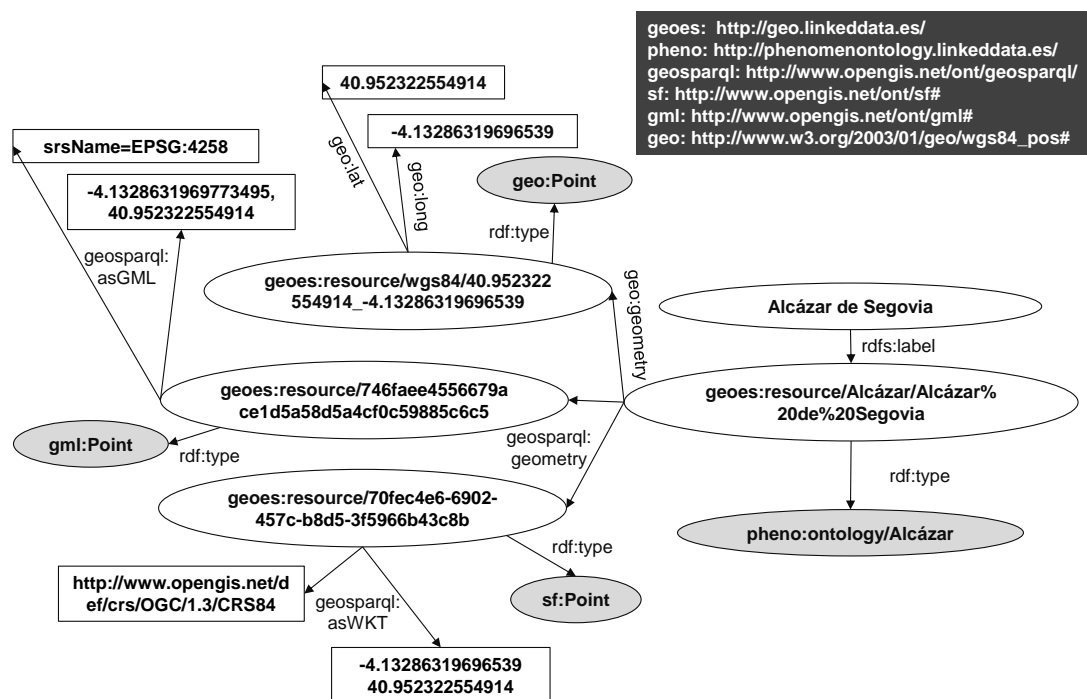 geoes: http://geo.linkeddata.es/
pheno: http://phenomenontology.linkeddata.es/
geosparql: http://www.opengis.net/ont/geosparql/
sf: http://www.opengis.net/ont/sf#
gml: http://www.opengis.net/ont/gml#
geo: http://www.w3.org/2003/01/geo/wgs84_pos#
40.952322554914
-4.13286319696539
srsName=EPSG:4258
-4.1328631969773495,
40.952322554914
geo:lat
geo:long
geo:Point
rdf:type
geosparql:
asGML
geoes:resource/wgs84/40.952322
554914_-4.13286319696539
geo:geometry
Alcázar de Segovia
rdfs:label
geoes:resource/746faee4556679a
ce1d5a58d5a4cf0c59885c6c5
geoes:resource/Alcázar/Alcázar%
20de%20Segovia
gml:Point
rdf:type
geosparql:
geometry
rdf:type
geoes:resource/70fec4e6-6902-
457c-b8d5-3f5966b43c8b
pheno:ontology/Alcázar
rdf:type
http://www.opengis.net/d
ef/crs/OGC/1.3/CRS84
geosparql:
asWKT
sf:Point
-4.13286319696539
40.952322554914